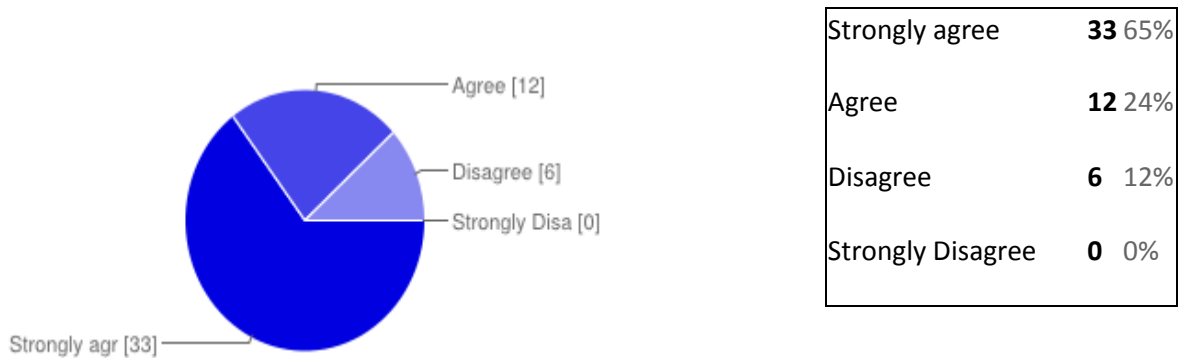 Agree [12]
Disagree [6]
Strongly Disa [0]
Strongly agr [33]
Strongly agree 33 65%
Agree 12 24%
Disagree 6 12%
Strongly Disagree 0 0%